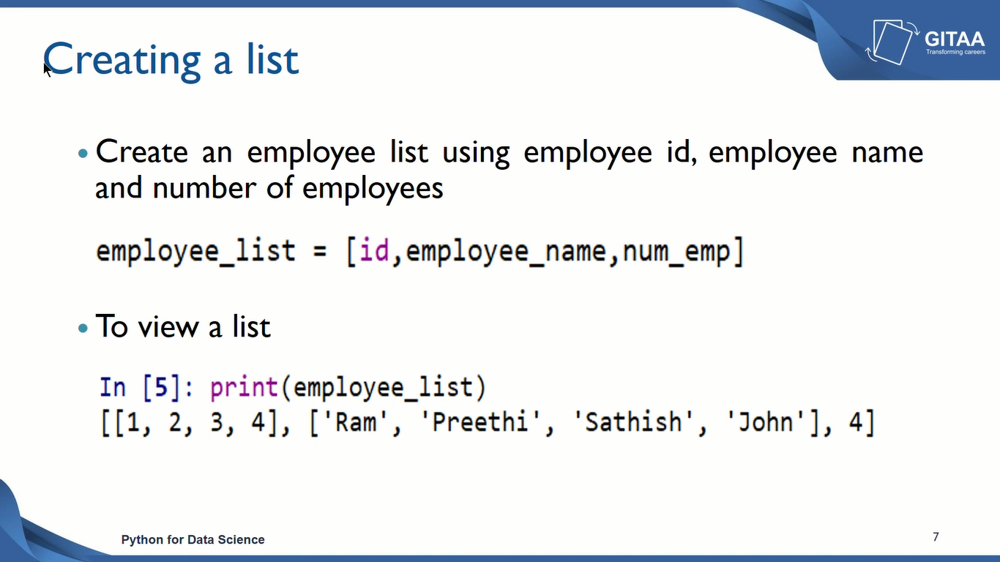 Creating a list
GITAA
Transforming careers
• Create an employee list using employee id, employee name
and number of employees
employee_list = [id,employee_name,num_emp]
• To view a list
In [5]: print(employee_list)
[[1, 2, 3, 4], ['Ram', 'Preethi', 'Sathish', 'John'], 4]
Python for Data Science
7